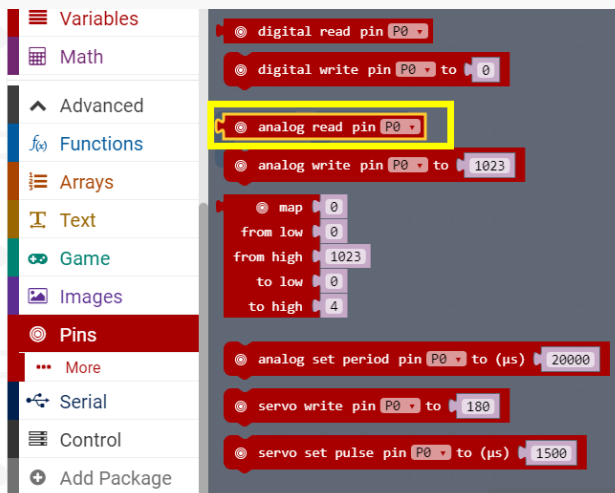 Variables
Math
Advanced
f(x) Functions
Arrays
Text
Game
Images
Pins
More
Serial
Control
Add Package
digital read pin P0
digital write pin P0 to 0
analog read pin P0
analog write pin P0 to 1023
map 0
from low 0
from high 1023
to low 0
to high 4
analog set period pin P0 to (µs) 20000
servo write pin P0 to 180
servo set pulse pin P0 to (µs) 1500